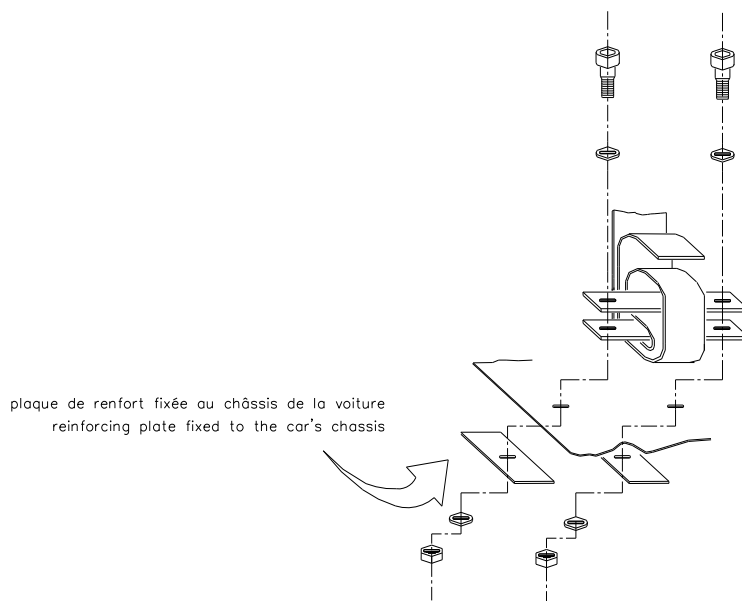 plaque de renfort fixée au châssis de la voiture
reinforcing plate fixed to the car's chassis